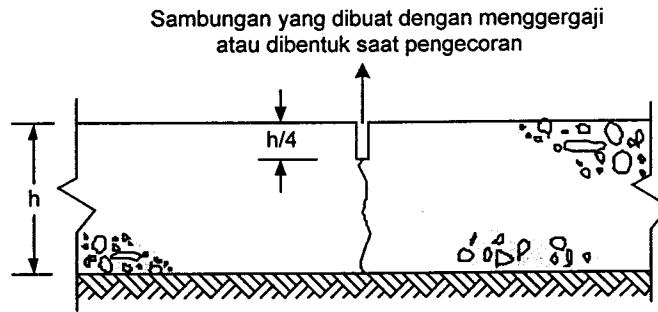 Sambungan yang dibuat dengan menggergaji
atau dibentuk saat pengecoran
h/4
h